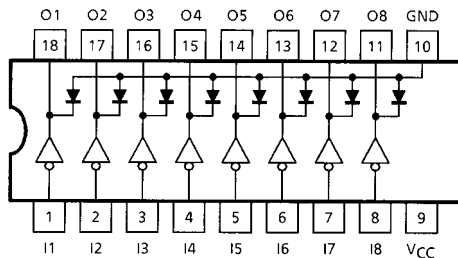 O1 O2 O3 O4 O5 O6 O7 O8 GND
18 17 16 15 14 13 12 11 10
1 2 3 4 5 6 7 8 9
I1 I2 I3 I4 I5 I6 I7 I8 VCC